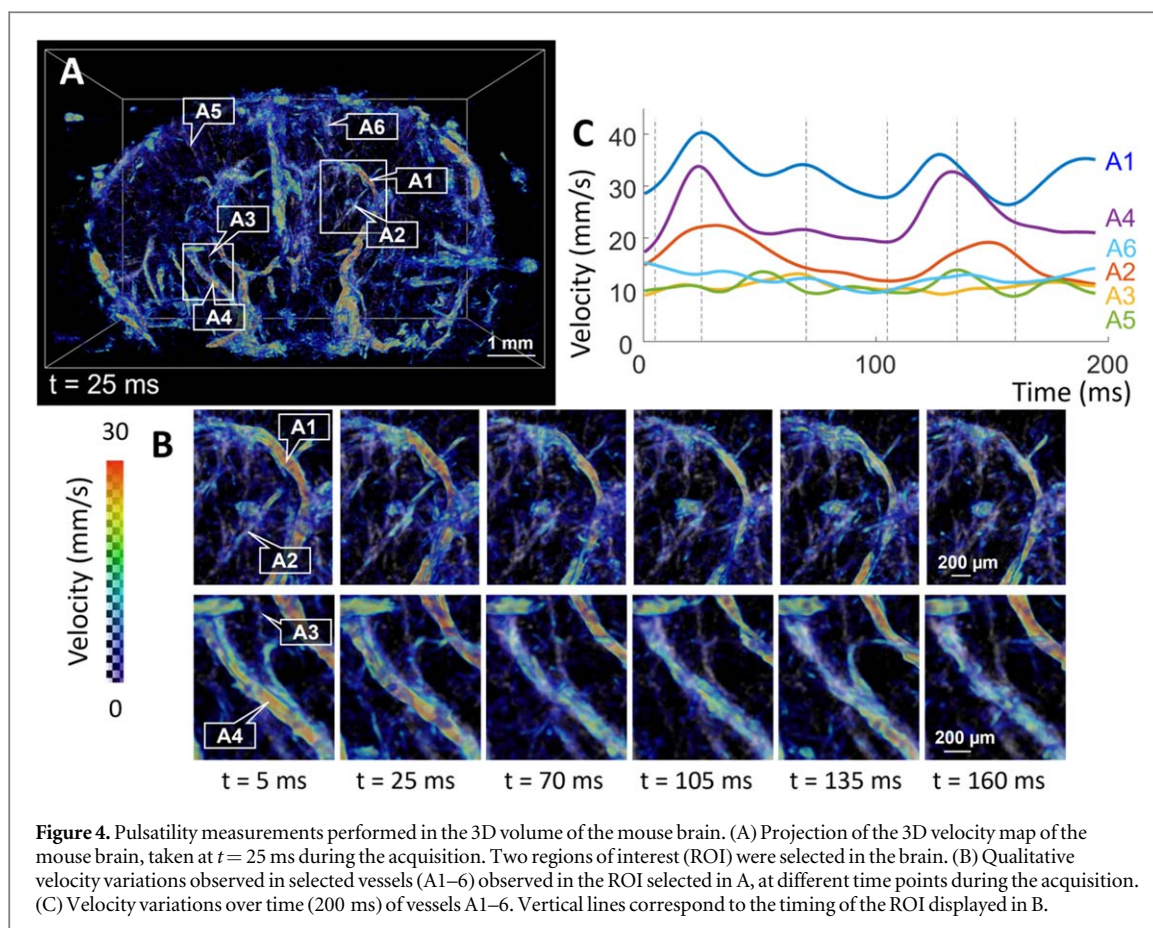 A
A5
A6
A1
A2
A3
A4
1 mm
t = 25 ms
C
Velocity (mm/s)
40
30
20
10
0
0
100
200
Time (ms)
A1
A4
A6
A2
A3
A5
B
30
Velocity (mm/s)
0
A1
A2
200 µm
A3
A4
200 µm
t = 5 ms
t = 25 ms
t = 70 ms
t = 105 ms
t = 135 ms
t = 160 ms
Figure 4. Pulsatility measurements performed in the 3D volume of the mouse brain. (A) Projection of the 3D velocity map of the
mouse brain, taken at t = 25 ms during the acquisition. Two regions of interest (ROI) were selected in the brain. (B) Qualitative
velocity variations observed in selected vessels (A1–6) observed in the ROI selected in A, at different time points during the acquisition.
(C) Velocity variations over time (200 ms) of vessels A1–6. Vertical lines correspond to the timing of the ROI displayed in B.